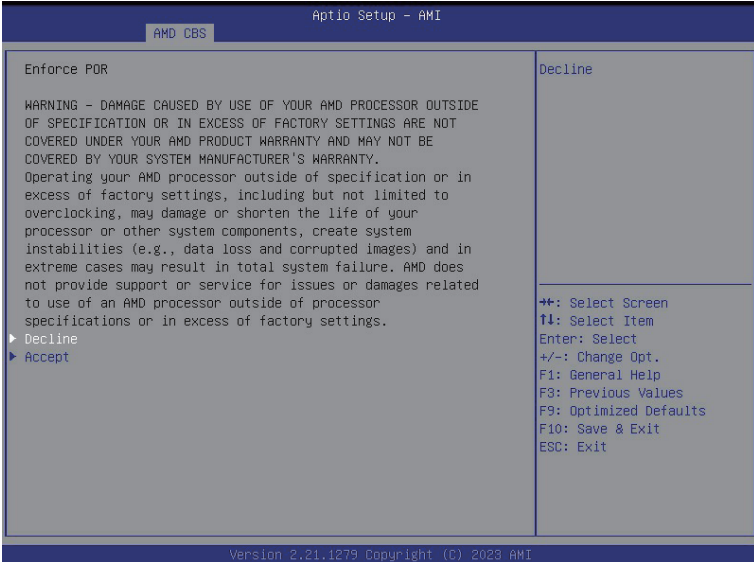 Aptio Setup – AMI
AMD CBS
Enforce POR
WARNING – DAMAGE CAUSED BY USE OF YOUR AMD PROCESSOR OUTSIDE
OF SPECIFICATION OR IN EXCESS OF FACTORY SETTINGS ARE NOT
COVERED UNDER YOUR AMD PRODUCT WARRANTY AND MAY NOT BE
COVERED BY YOUR SYSTEM MANUFACTURER'S WARRANTY.
Operating your AMD processor outside of specification or in
excess of factory settings, including but not limited to
overclocking, may damage or shorten the life of your
processor or other system components, create system
instabilities (e.g., data loss and corrupted images) and in
extreme cases may result in total system failure. AMD does
not provide support or service for issues or damages related
to use of an AMD processor outside of processor
specifications or in excess of factory settings.
Decline
Accept
Decline
→←: Select Screen
↑↓: Select Item
Enter: Select
+/-: Change Opt.
F1: General Help
F3: Previous Values
F9: Optimized Defaults
F10: Save & Exit
ESC: Exit
Version 2.21.1279 Copyright (C) 2023 AMI